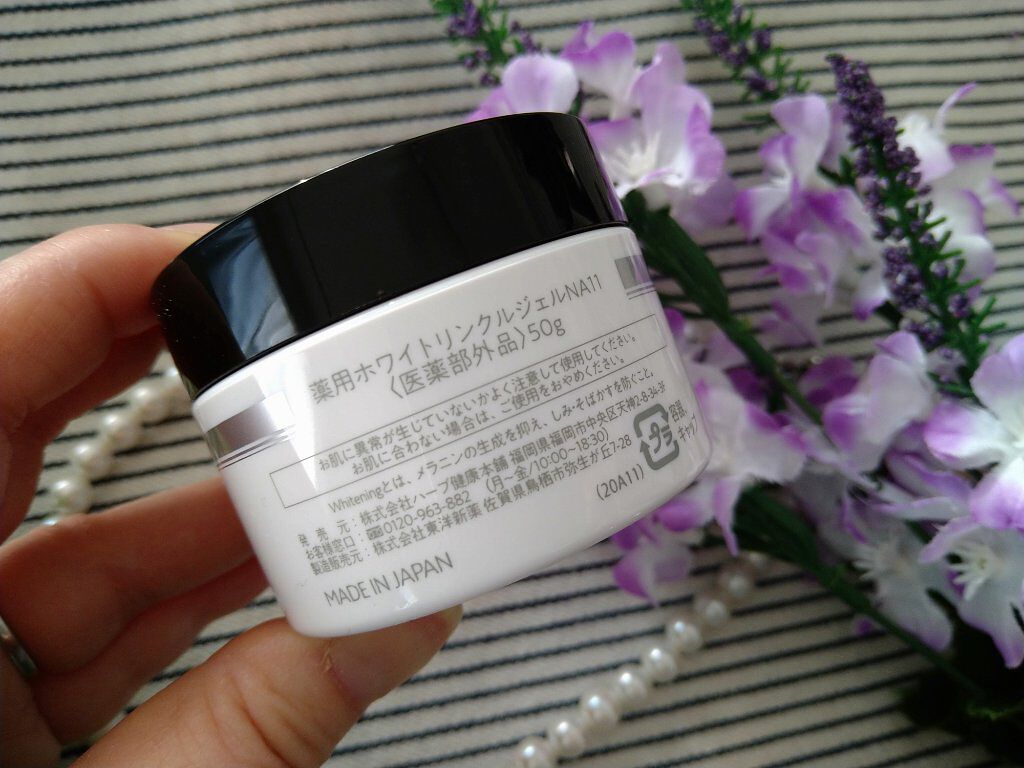 薬用ホワイトリンクルジェルNA11
〈医薬部外品〉50g
お肌に異常が生じていないかよく注意して使用してください。
お肌に合わない場合は、ご使用をおやめください。
Whiteningとは、メラニンの生成を抑え、しみ・そばかすを防ぐこと。
発売元：株式会社ハーブ健康本舗 福岡県福岡市中央区天神2-8-34-3F
お客様窓口：0120-963-882 （月～金/10:00～18:30）
製造販売元：株式会社東洋新薬 佐賀県鳥栖市弥生が丘7-28
プラ
容器
キャップ
(20A11)
MADE IN JAPAN